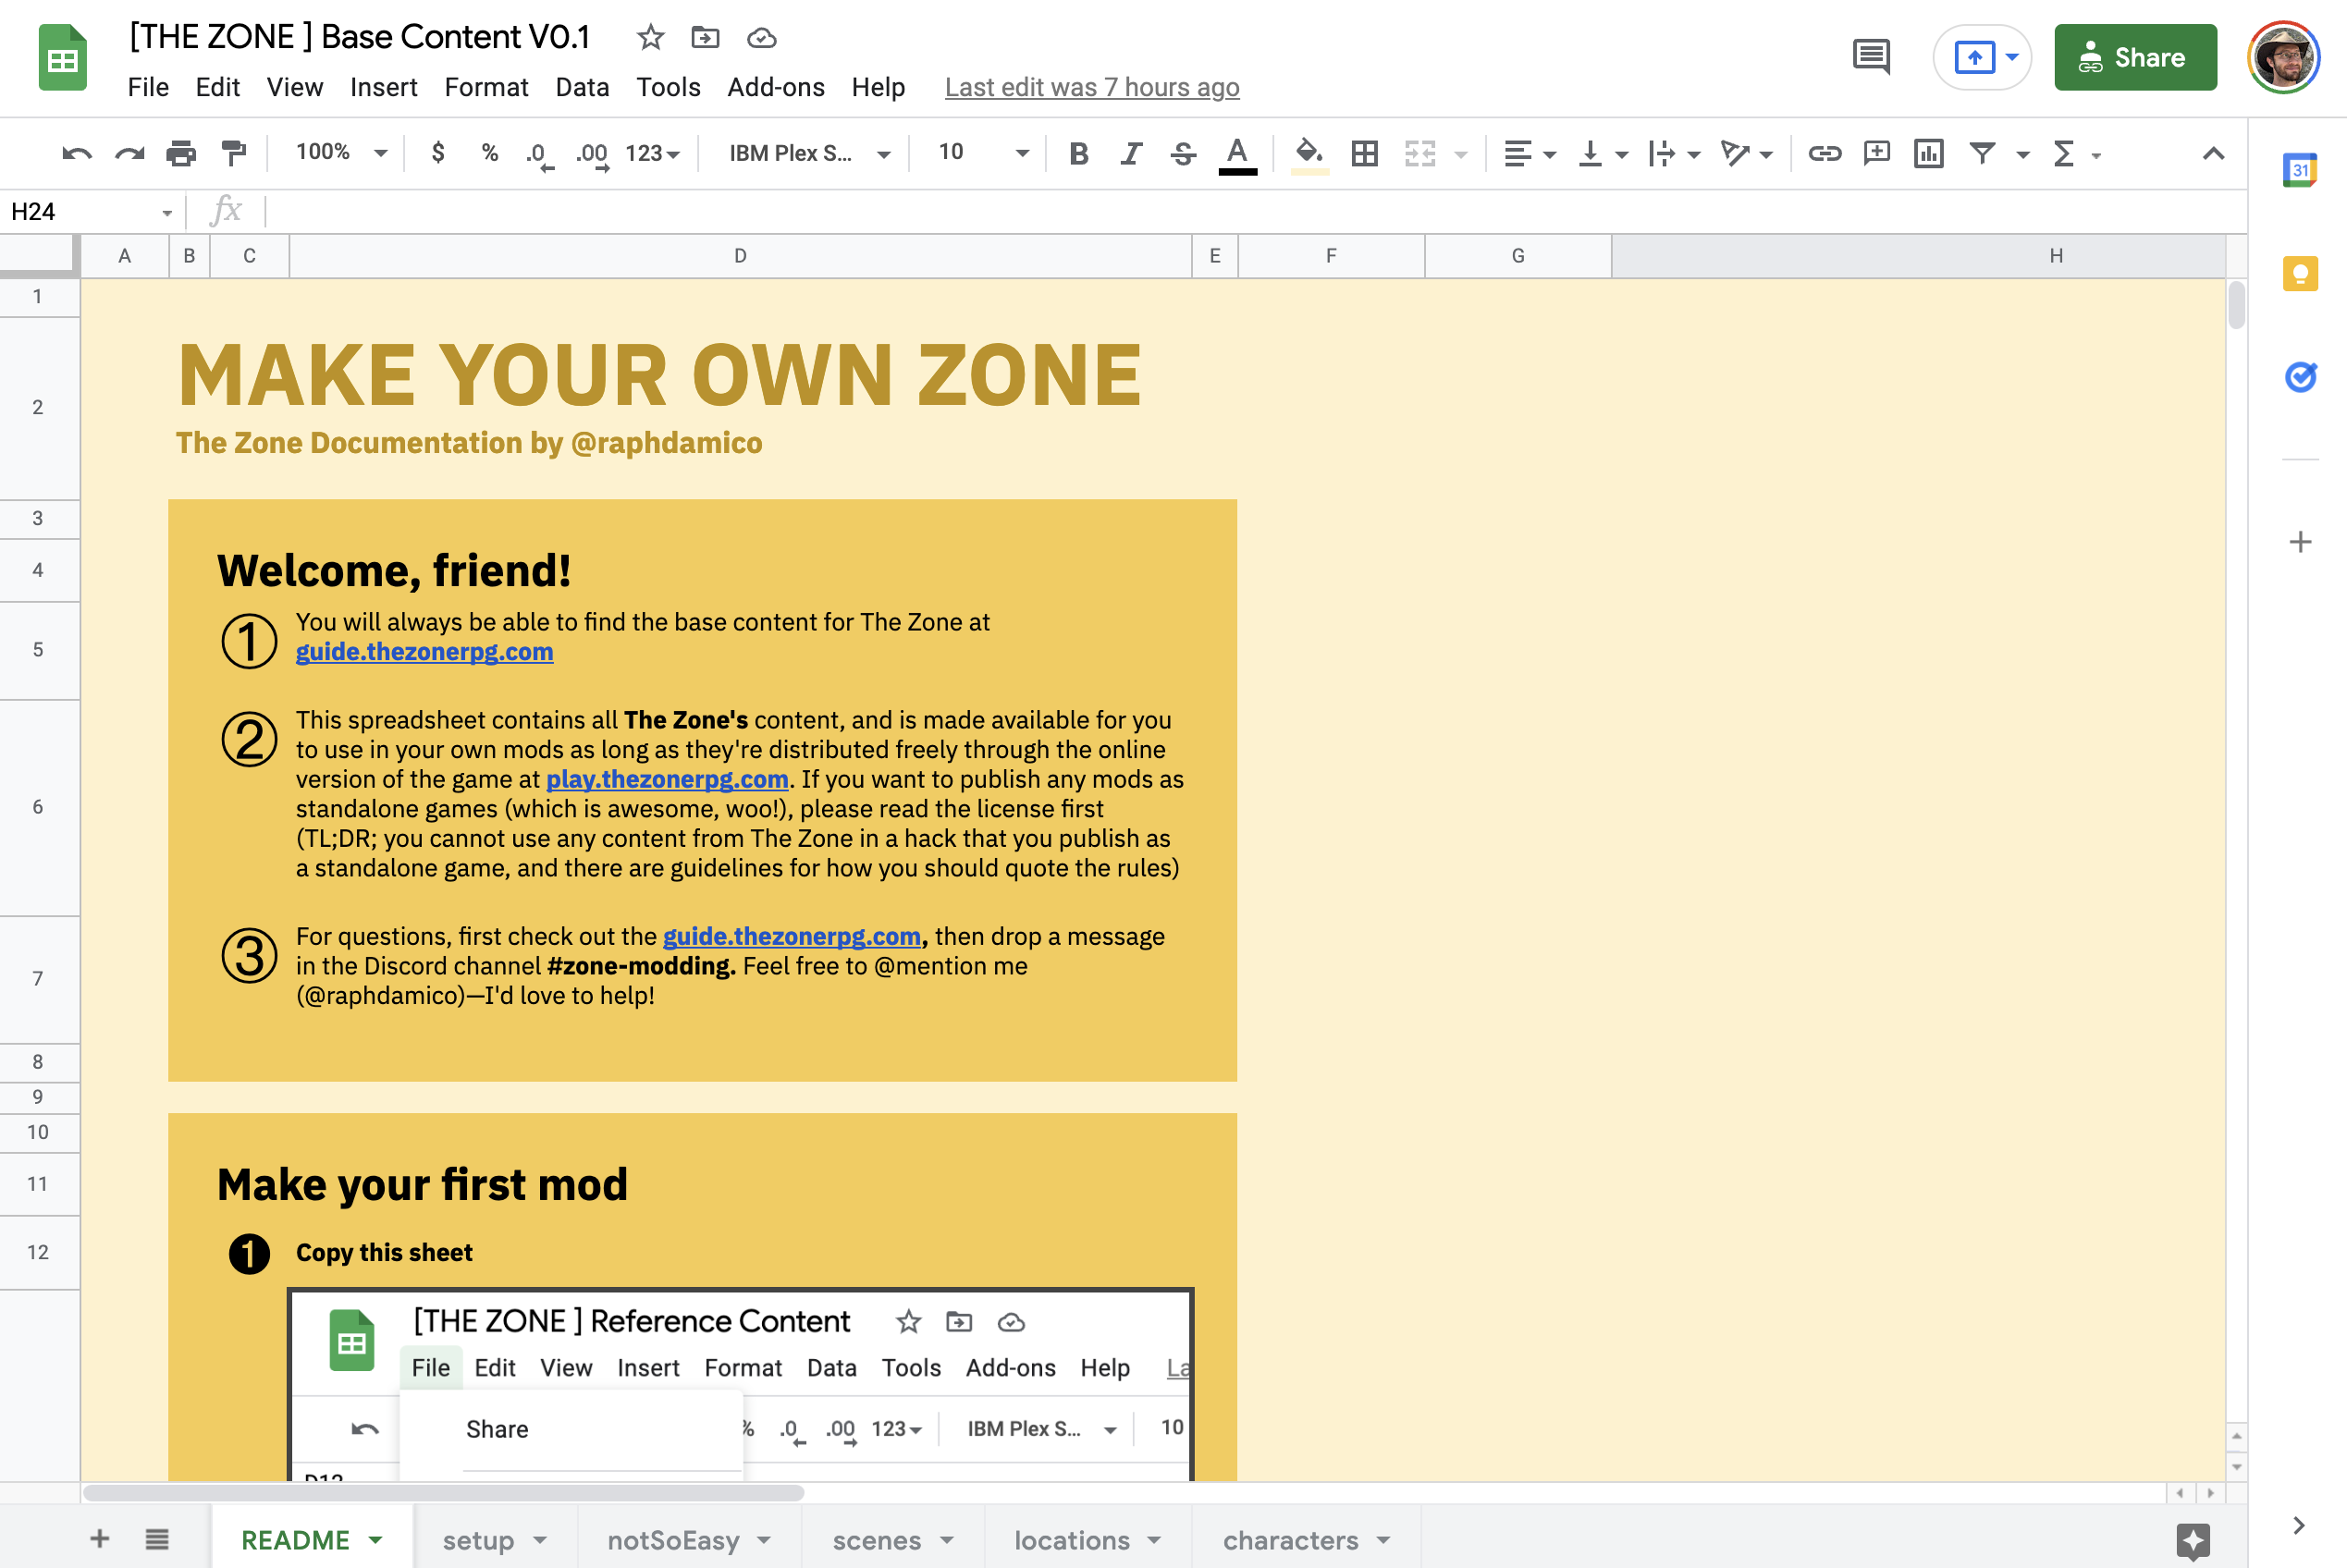 [THE ZONE ] Base Content V0.1
File Edit View Insert Format Data Tools Add-ons Help Last edit was 7 hours ago
Share
100% $ % .0 .00 123 IBM Plex S... 10 B I S A Σ
31
H24 fx
A B C D E F G H
1
2
3
4
5
6
7
8
9
10
11
12
MAKE YOUR OWN ZONE
The Zone Documentation by @raphdamico
Welcome, friend!
① You will always be able to find the base content for The Zone at
guide.thezonerpg.com
② This spreadsheet contains all The Zone's content, and is made available for you
to use in your own mods as long as they're distributed freely through the online
version of the game at play.thezonerpg.com. If you want to publish any mods as
standalone games (which is awesome, woo!), please read the license first
(TL;DR; you cannot use any content from The Zone in a hack that you publish as
a standalone game, and there are guidelines for how you should quote the rules)
③ For questions, first check out the guide.thezonerpg.com, then drop a message
in the Discord channel #zone-modding. Feel free to @mention me
(@raphdamico)—I'd love to help!
Make your first mod
❶ Copy this sheet
[THE ZONE ] Reference Content
File Edit View Insert Format Data Tools Add-ons Help La
Share % .0 .00 123 IBM Plex S... 10
D12
README setup notSoEasy scenes locations characters